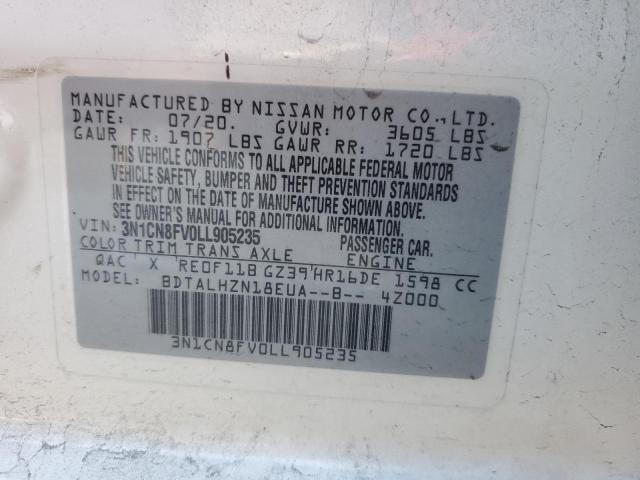 MANUFACTURED BY NISSAN MOTOR CO., LTD.
DATE: 07/20. GVWR: 3605 LBS
GAWR FR: 1907 LBS GAWR RR: 1720 LBS
THIS VEHICLE CONFORMS TO ALL APPLICABLE FEDERAL MOTOR
VEHICLE SAFETY, BUMPER AND THEFT PREVENTION STANDARDS
IN EFFECT ON THE DATE OF MANUFACTURE SHOWN ABOVE.
SEE OWNER'S MANUAL FOR ADDITIONAL INFORMATION.
VIN: 3N1CN8FV0LL905235 PASSENGER CAR.
COLOR TRIM TRANS AXLE ENGINE
QAC X RE0F11B GZ39 HR16DE 1598 CC
MODEL: BDTALHZN18EUA--B-- 4Z000
3N1CN8FV0LL905235